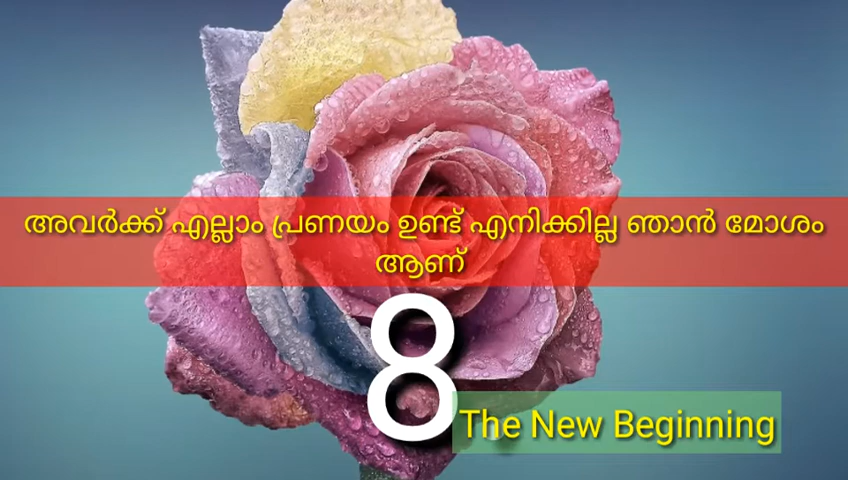 അവർക്ക് എല്ലാം പ്രണയം ഉണ്ട് എനിക്കില്ല ഞാൻ മോശം
ആണ്
8
The New Beginning